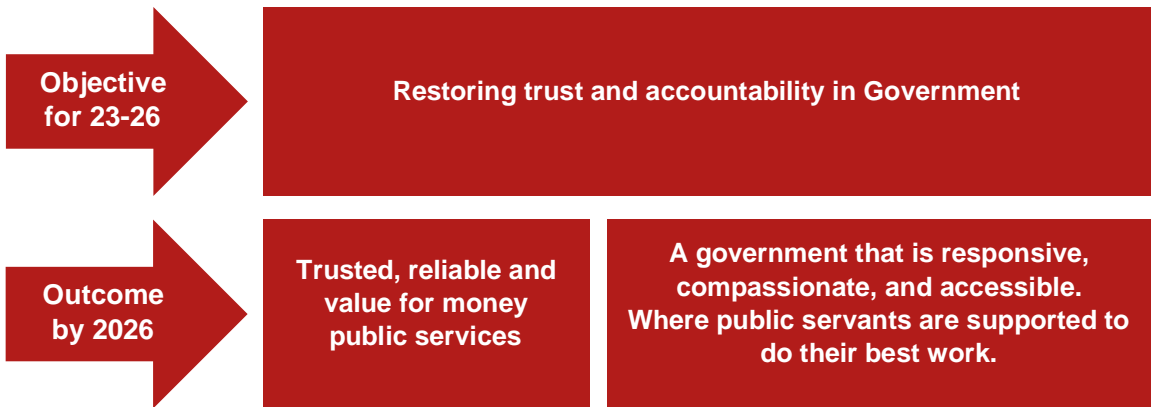 Objective
for 23-26
Restoring trust and accountability in Government
Outcome
by 2026
Trusted, reliable and
value for money
public services
A government that is responsive,
compassionate, and accessible.
Where public servants are supported to
do their best work.